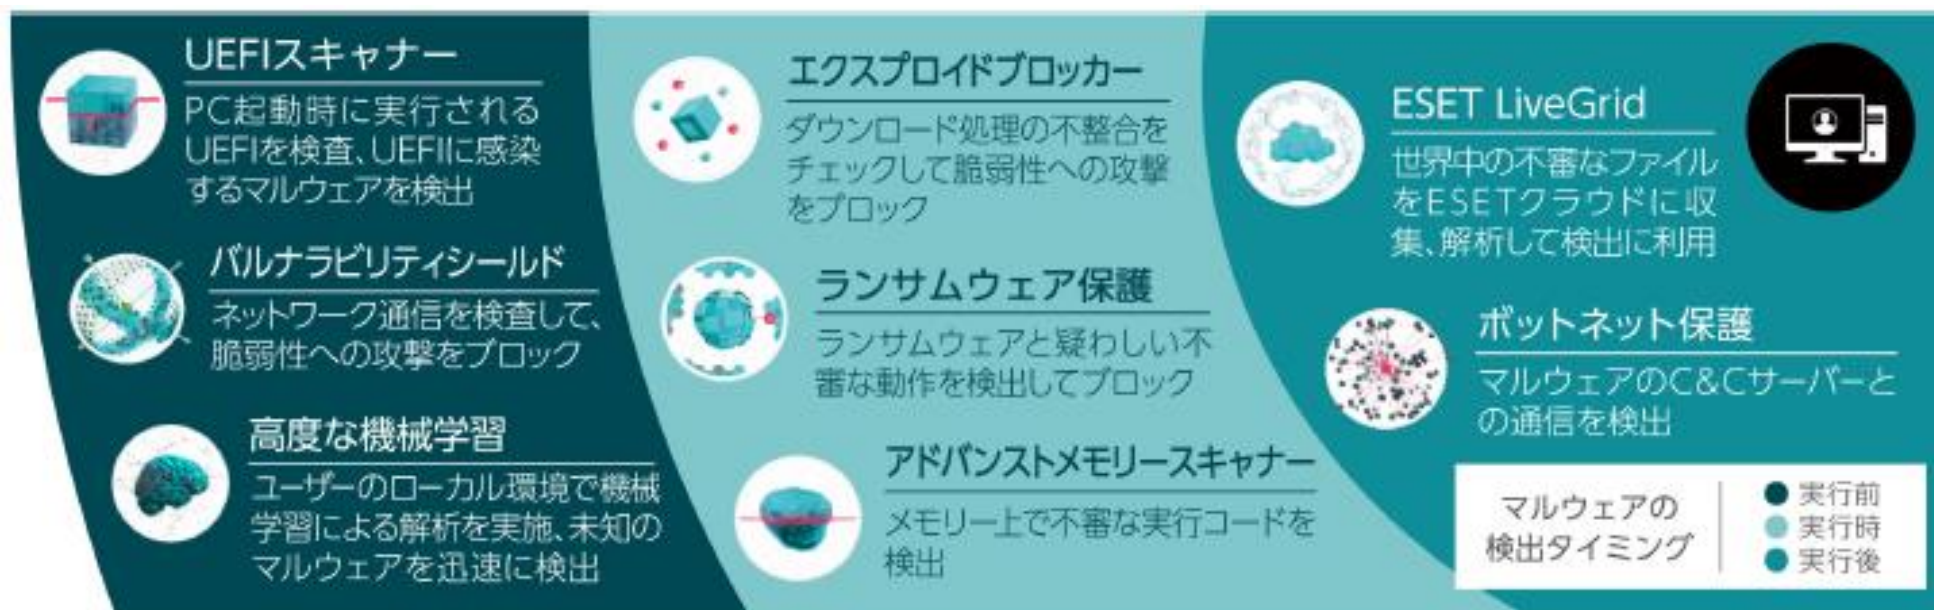 UEFIスキャナー
PC起動時に実行される
UEFIを検査、UEFIIに感染
するマルウェアを検出
バルナラビリティシールド
ネットワーク通信を検査して、
脆弱性への攻撃をブロック
高度な機械学習
ユーザーのローカル環境で機械
学習による解析を実施、未知の
マルウェアを迅速に検出
エクスプロイドブロッカー
ダウンロード処理の不整合を
チェックして脆弱性への攻撃
をブロック
ランサムウェア保護
ランサムウェアと疑わしい不
審な動作を検出してブロック
アドバンストメモリースキャナー
メモリー上で不審な実行コードを
検出
ESET LiveGrid
世界中の不審なファイル
をESETクラウドに収
集、解析して検出に利用
ボットネット保護
マルウェアのC&Cサーバーと
の通信を検出
マルウェアの
検出タイミング
実行前
実行時
実行後